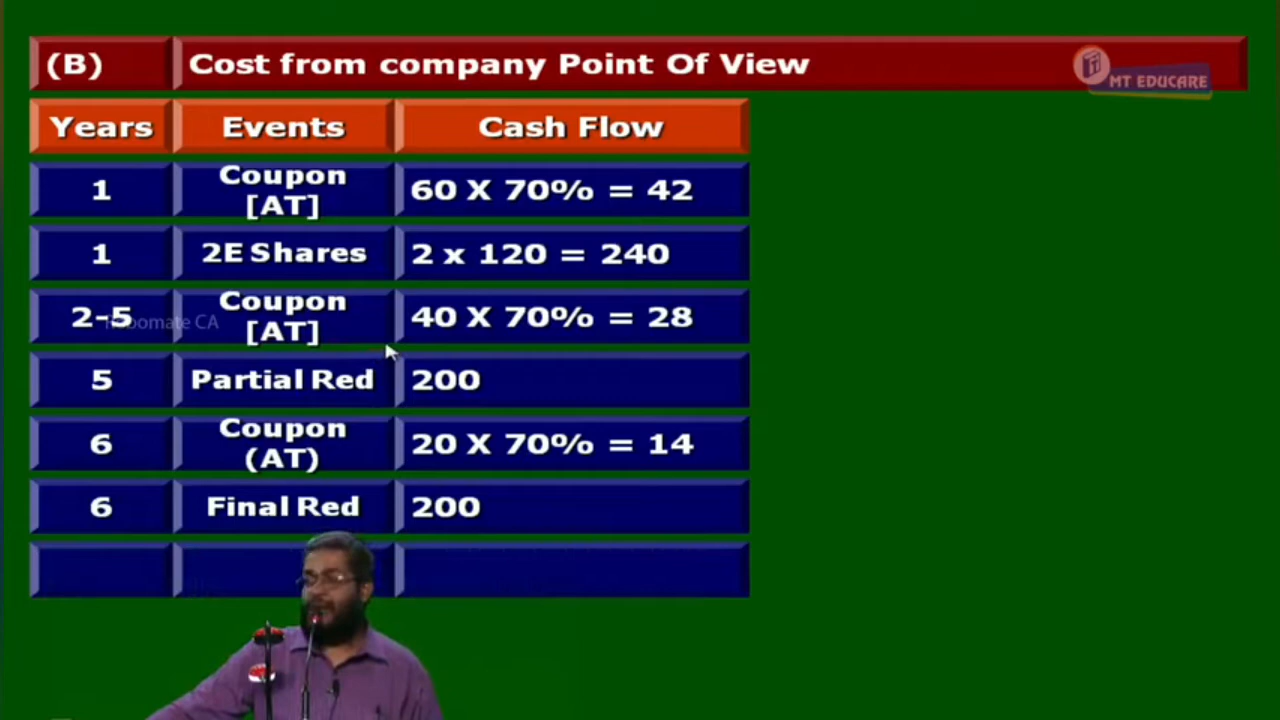 (B) Cost from company Point Of View
MT EDUCARE
Years Events Cash Flow
1 Coupon [AT] 60 X 70% = 42
1 2E Shares 2 x 120 = 240
2-5 Coupon [AT] 40 X 70% = 28
Robomate CA
5 Partial Red 200
6 Coupon (AT) 20 X 70% = 14
6 Final Red 200